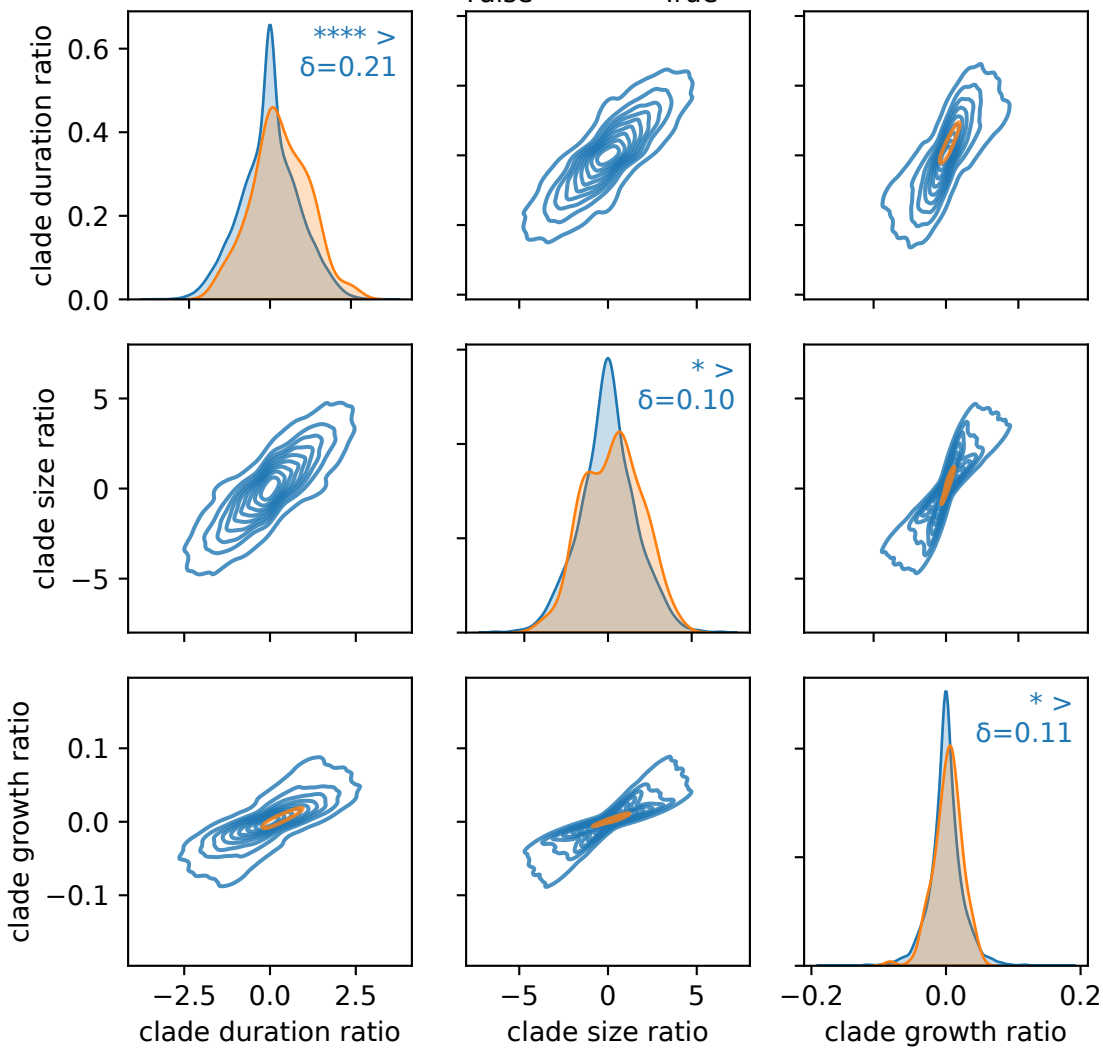 clade duration ratio
0.6
0.4
0.2
0.0
**** >
δ=0.21
clade size ratio
5
0
−5
* >
δ=0.10
clade growth ratio
0.1
0.0
−0.1
* >
δ=0.11
−2.5 0.0 2.5
−5 0 5
−0.2 0.0 0.2
clade duration ratio
clade size ratio
clade growth ratio